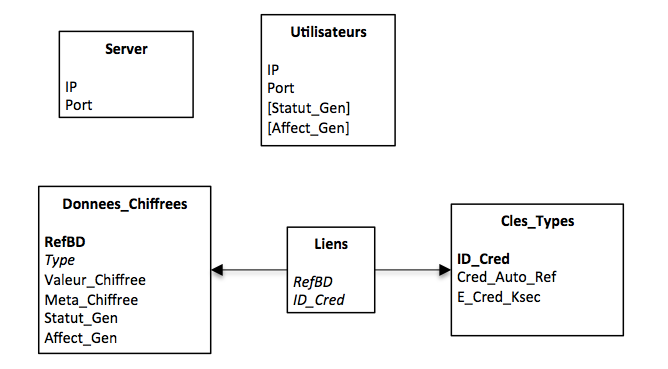 Server
IP
Port
Utilisateurs
IP
Port
[Statut_Gen]
[Affect_Gen]
Donnees_Chiffrees
RefBD
Type
Valeur_Chiffree
Meta_Chiffree
Statut_Gen
Affect_Gen
Liens
RefBD
ID_Cred
Cles_Types
ID_Cred
Cred_Auto_Ref
E_Cred_Ksec